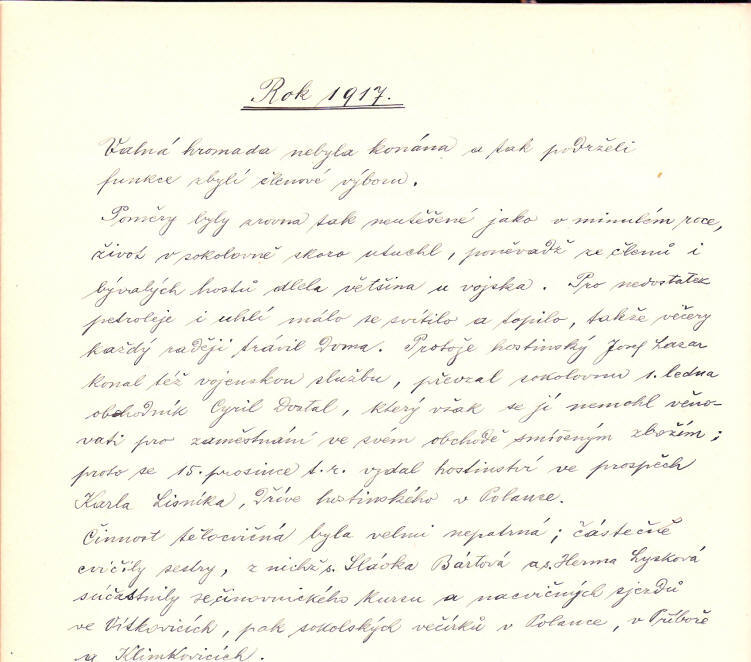 Rok 1917.
Valná hromada nebyla konána a tak podrželi
funkce zbylí členové výboru.
Poměry byly zrovna tak neutěšené jako v minulém roce,
život v sokolovně skoro utuchl, poněvadž ze členů i
bývalých hostů dlela většina u vojska. Pro nedostatek
petroleje i uhlí málo se svítilo a topilo, takže večery
každý raději trávil doma. Protože hostinský Josef Lazar
konal též vojenskou službu, převzal sokolovnu 1. ledna
obchodník Cyril Dostal, který však se jí nemohl věno-
vati pro zaměstnání ve svém obchodě smíšeným zbožím;
proto se 15. prosince t. r. vzdal hostinství ve prospěch
Karla Lisníka, dříve hostinského v Polance.
Činnost tělocvičná byla velmi nepatrná; částečně
cvičily sestry, z nichž s. Slávka Bártová a s. Herma Lysková
súčastnily se činovnického kursu a nacvičných sjezdů
ve Vítkovicích, pak sokolských večírků v Polance, v Příboře
a Klimkovicích.